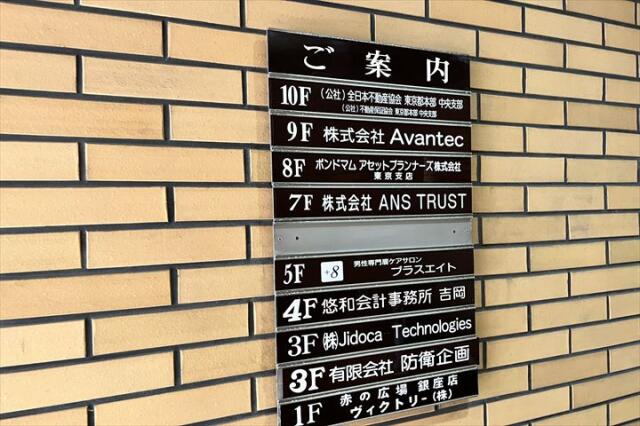 ご案内
10F (公社)全日本不動産協会 東京都本部 中央支部
(公社)不動産保証協会 東京都本部 中央支部
9F 株式会社 Avantec
8F ボンドマム アセットプランナーズ株式会社
東京支店
7F 株式会社 ANS TRUST
男性専門眉ケアサロン
5F +8 プラスエイト
4F 悠和会計事務所 吉岡
3F ㈱Jidoca Technologies
3F 有限会社 防衛企画
赤の広場 銀座店
1F ヴィクトリー(株)